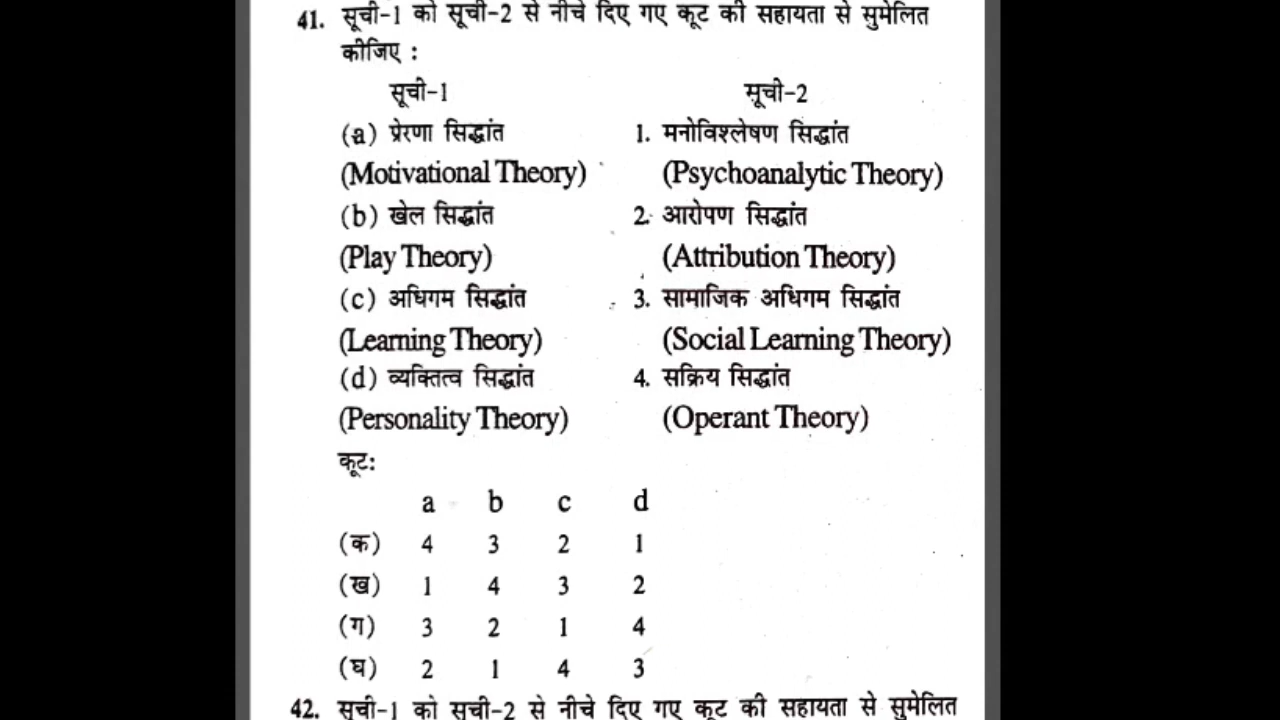 41. सूची-1 को सूची-2 से नीचे दिए गए कूट की सहायता से सुमेलित
कीजिए :
सूची-1 सूची-2
(a) प्रेरणा सिद्धांत 1. मनोविश्लेषण सिद्धांत
(Motivational Theory) (Psychoanalytic Theory)
(b) खेल सिद्धांत 2. आरोपण सिद्धांत
(Play Theory) (Attribution Theory)
(c) अधिगम सिद्धांत 3. सामाजिक अधिगम सिद्धांत
(Learning Theory) (Social Learning Theory)
(d) व्यक्तित्व सिद्धांत 4. सक्रिय सिद्धांत
(Personality Theory) (Operant Theory)
कूट:
a b c d
(क) 4 3 2 1
(ख) 1 4 3 2
(ग) 3 2 1 4
(घ) 2 1 4 3
42. सूची-1 को सूची-2 से नीचे दिए गए कूट की सहायता से सुमेलित